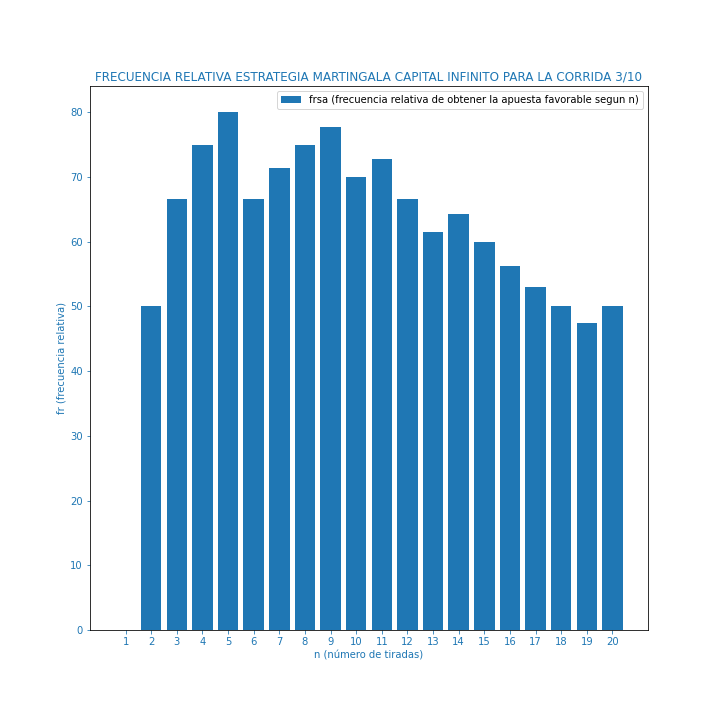 FRECUENCIA RELATIVA ESTRATEGIA MARTINGALA CAPITAL INFINITO PARA LA CORRIDA 3/10
frsa (frecuencia relativa de obtener la apuesta favorable segun n)
80
70
60
50
40
30
20
10
0
fr (frecuencia relativa)
1 2 3 4 5 6 7 8 9 10 11 12 13 14 15 16 17 18 19 20
n (número de tiradas)